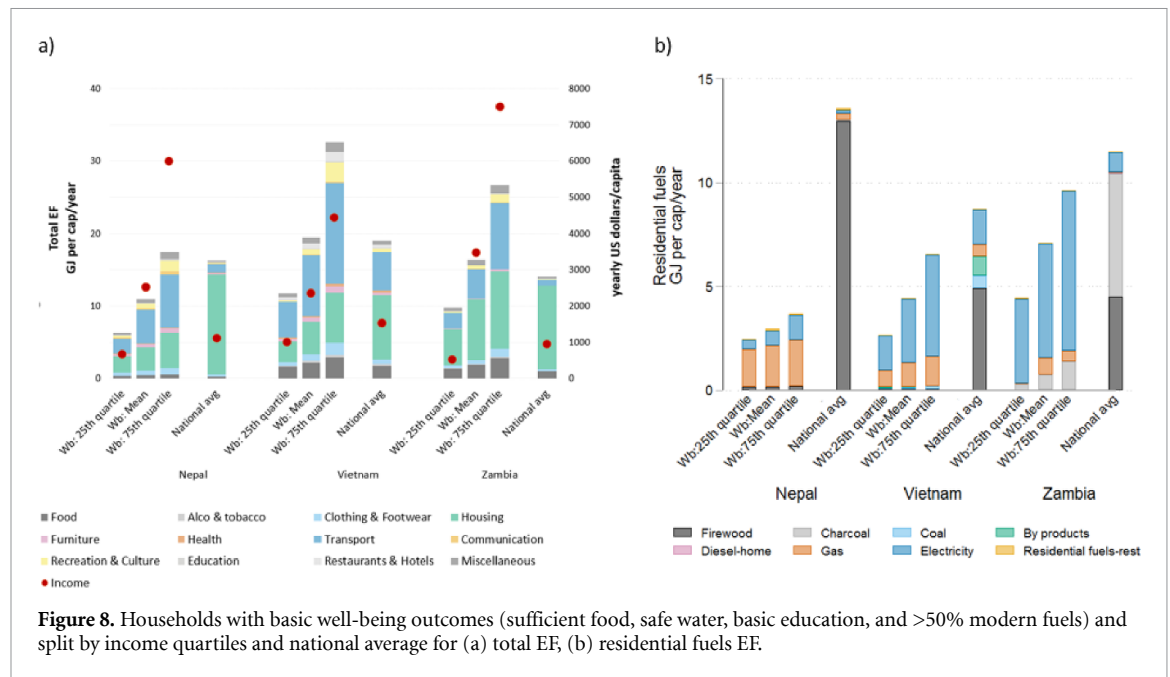 a)
40
30
20
10
0
Total EF
GJ per cap/year
8000
7000
6000
5000
4000
3000
2000
1000
0
yearly US dollars/capita
Wb: 25th quartile
Wb: Mean
Wb: 75th quartile
National avg
Wb: 25th quartile
Wb: Mean
Wb: 75th quartile
National avg
Wb: 25th quartile
Wb: Mean
Wb: 75th quartile
National avg
Nepal Vietnam Zambia
Food Alco & tobacco Clothing & Footwear Housing
Furniture Health Transport Communication
Recreation & Culture Education Restaurants & Hotels Miscellaneous
Income
b)
15
10
5
0
Residential fuels
GJ per cap/year
Wb:25th quartile
Wb:Mean
Wb:75th quartile
National avg
Wb:25th quartile
Wb:Mean
Wb:75th quartile
National avg
Wb:25th quartile
Wb:Mean
Wb:75th quartile
National avg
Nepal Vietnam Zambia
Firewood Charcoal Coal By products
Diesel-home Gas Electricity Residential fuels-rest
Figure 8. Households with basic well-being outcomes (sufficient food, safe water, basic education, and >50% modern fuels) and
split by income quartiles and national average for (a) total EF, (b) residential fuels EF.